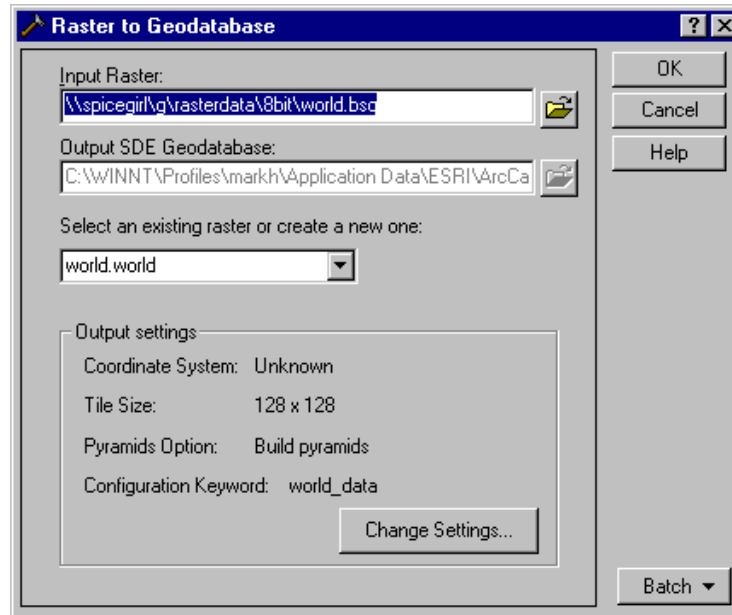 Raster to Geodatabase
Input Raster:
\\spicegirl\g\rasterdata\8bit\world.bsq
Output SDE Geodatabase:
C:\WINNT\Profiles\markh\Application Data\ESRI\ArcCa
Select an existing raster or create a new one:
world.world
Output settings
Coordinate System: Unknown
Tile Size: 128 x 128
Pyramids Option: Build pyramids
Configuration Keyword: world_data
Change Settings...
OK
Cancel
Help
Batch